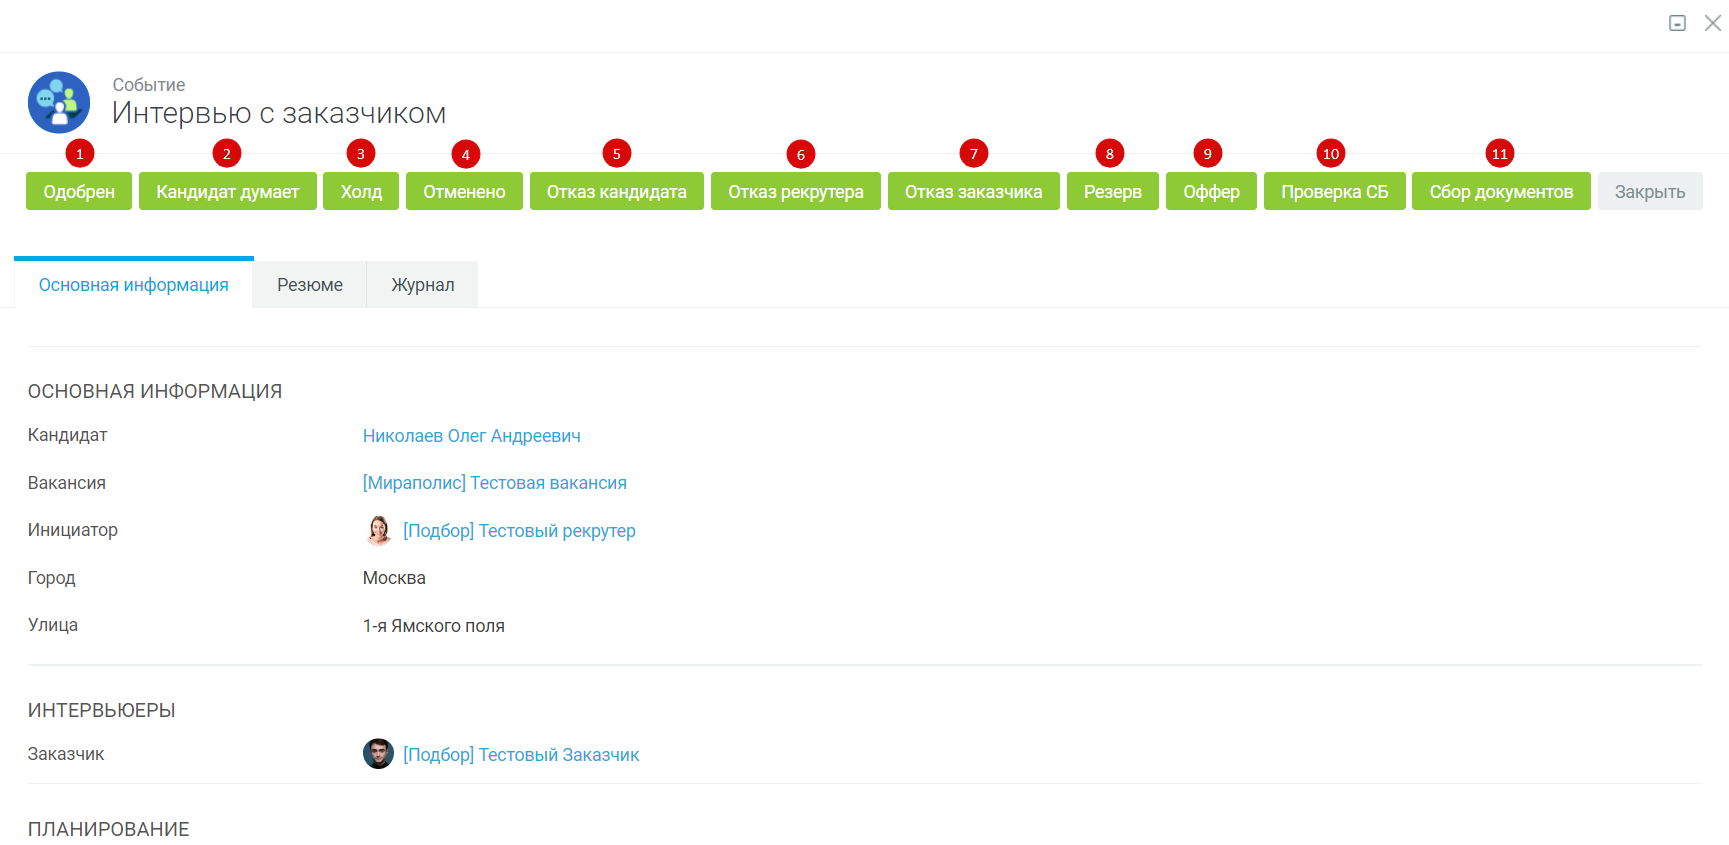 Событие
Интервью с заказчиком
1 2 3 4 5 6 7 8 9 10 11
Одобрен Кандидат думает Холд Отменено Отказ кандидата Отказ рекрутера Отказ заказчика Резерв Оффер Проверка СБ Сбор документов Закрыть
Основная информация Резюме Журнал
ОСНОВНАЯ ИНФОРМАЦИЯ
Кандидат Николаев Олег Андреевич
Вакансия [Мираполис] Тестовая вакансия
Инициатор [Подбор] Тестовый рекрутер
Город Москва
Улица 1-я Ямского поля
ИНТЕРВЬЮЕРЫ
Заказчик [Подбор] Тестовый Заказчик
ПЛАНИРОВАНИЕ